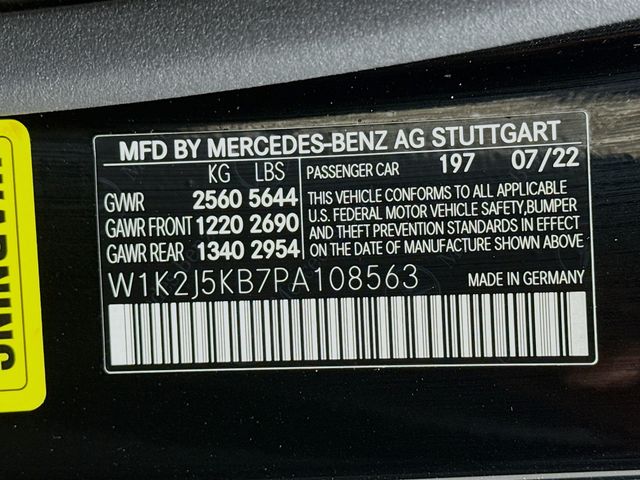 MFD BY MERCEDES-BENZ AG STUTTGART
KG LBS
GVWR 2560 5644
GAWR FRONT 1220 2690
GAWR REAR 1340 2954
PASSENGER CAR 197 07/22
THIS VEHICLE CONFORMS TO ALL APPLICABLE
U.S. FEDERAL MOTOR VEHICLE SAFETY,BUMPER
AND THEFT PREVENTION STANDARDS IN EFFECT
ON THE DATE OF MANUFACTURE SHOWN ABOVE.
W1K2J5KB7PA108563
MADE IN GERMANY
WARNING